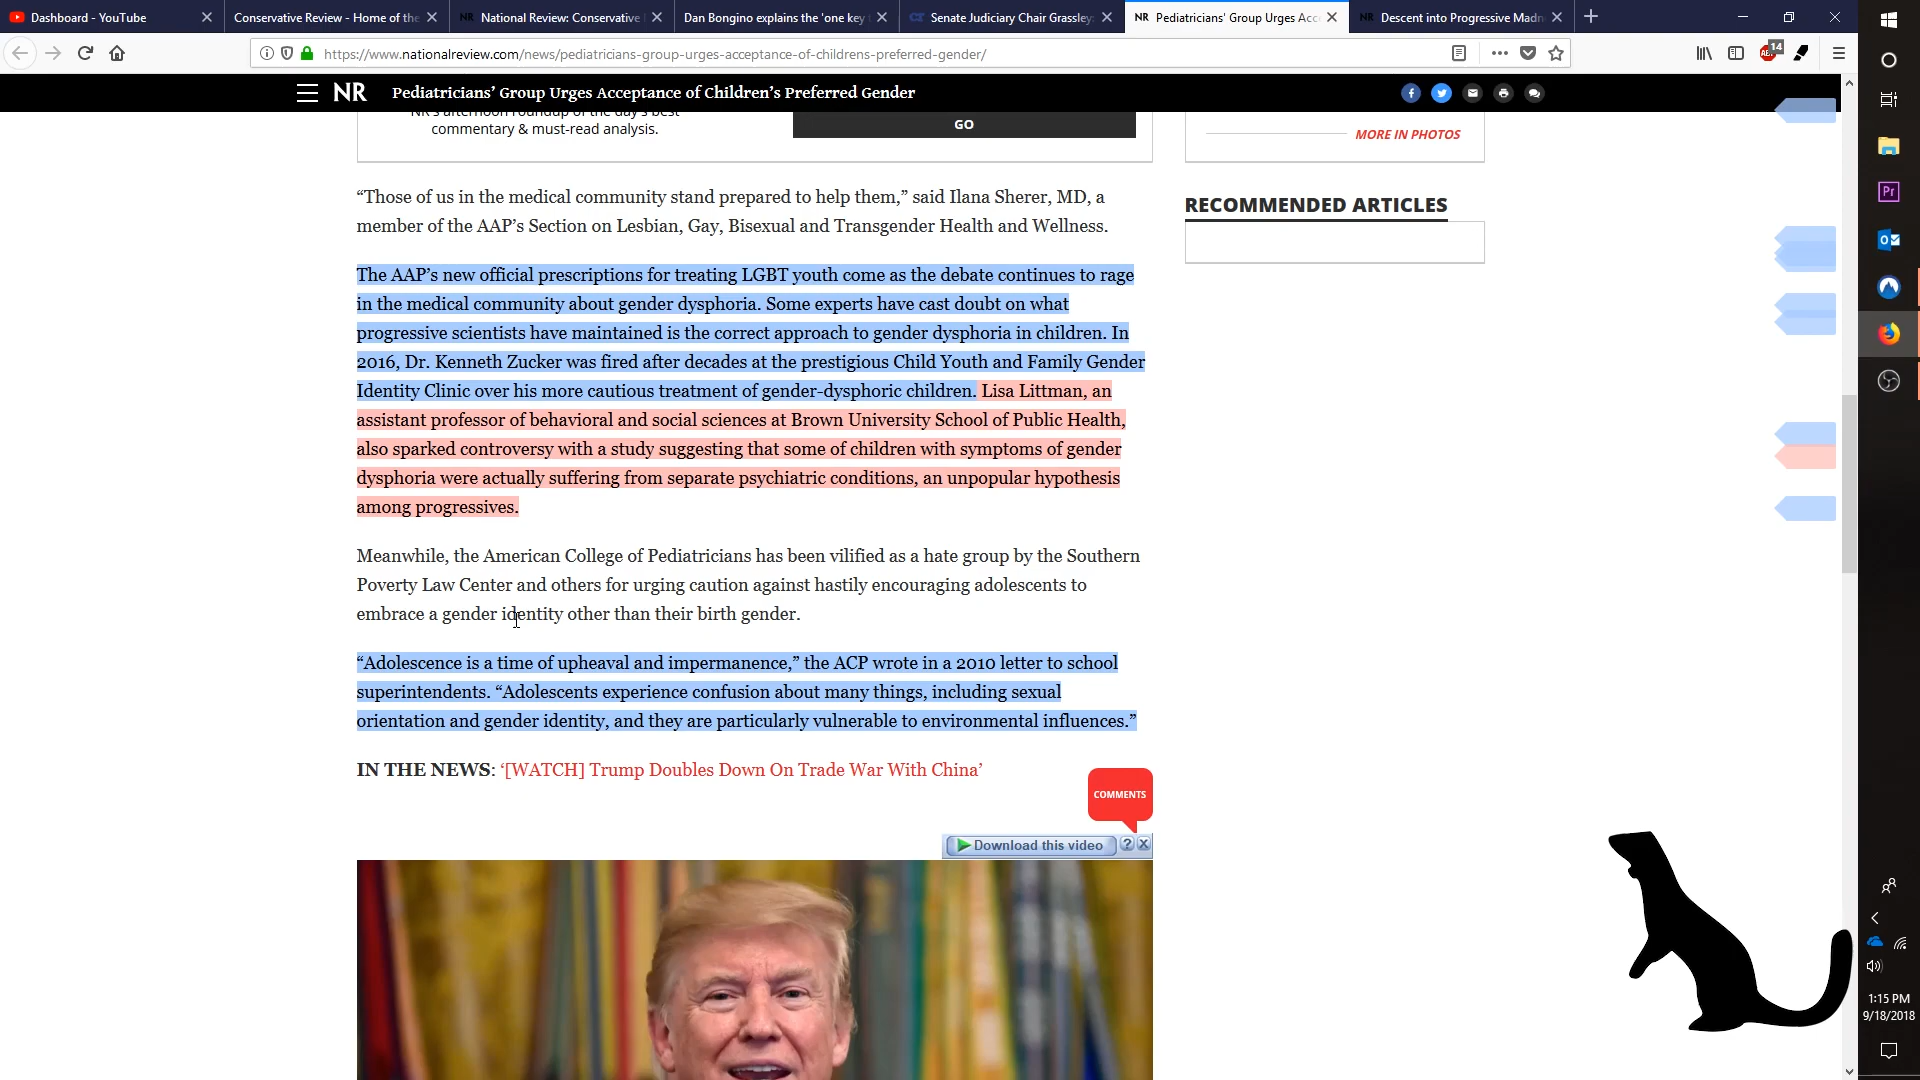 Dashboard - YouTube
Conservative Review - Home of the
National Review: Conservative
Dan Bongino explains the 'one key
Senate Judiciary Chair Grassley:
NR Pediatricians' Group Urges Acc
Descent into Progressive Madn
https://www.nationalreview.com/news/pediatricians-group-urges-acceptance-of-childrens-preferred-gender/
14
NR Pediatricians’ Group Urges Acceptance of Children’s Preferred Gender
NR's afternoon roundup of the day's best
commentary & must-read analysis.
GO
MORE IN PHOTOS
“Those of us in the medical community stand prepared to help them,” said Ilana Sherer, MD, a
member of the AAP’s Section on Lesbian, Gay, Bisexual and Transgender Health and Wellness.
RECOMMENDED ARTICLES
The AAP’s new official prescriptions for treating LGBT youth come as the debate continues to rage
in the medical community about gender dysphoria. Some experts have cast doubt on what
progressive scientists have maintained is the correct approach to gender dysphoria in children. In
2016, Dr. Kenneth Zucker was fired after decades at the prestigious Child Youth and Family Gender
Identity Clinic over his more cautious treatment of gender-dysphoric children. Lisa Littman, an
assistant professor of behavioral and social sciences at Brown University School of Public Health,
also sparked controversy with a study suggesting that some of children with symptoms of gender
dysphoria were actually suffering from separate psychiatric conditions, an unpopular hypothesis
among progressives.
Meanwhile, the American College of Pediatricians has been vilified as a hate group by the Southern
Poverty Law Center and others for urging caution against hastily encouraging adolescents to
embrace a gender identity other than their birth gender.
“Adolescence is a time of upheaval and impermanence,” the ACP wrote in a 2010 letter to school
superintendents. “Adolescents experience confusion about many things, including sexual
orientation and gender identity, and they are particularly vulnerable to environmental influences.”
IN THE NEWS: ‘[WATCH] Trump Doubles Down On Trade War With China’
COMMENTS
Download this video ? X
Pr
1:15 PM
9/18/2018